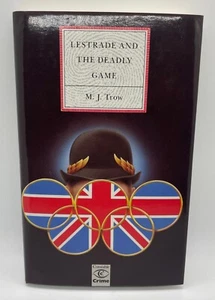 LESTRADE AND
THE DEADLY
GAME
M. J. Trow
Crime